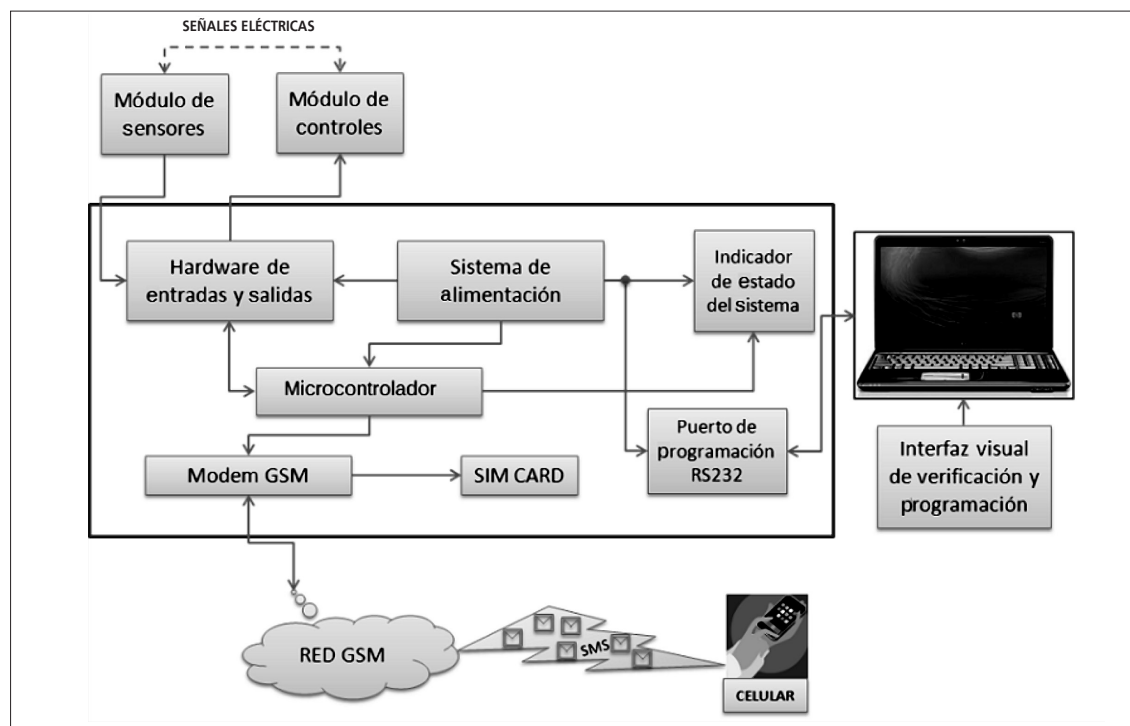 SEÑALES ELÉCTRICAS
Módulo de
sensores
Módulo de
controles
Hardware de
entradas y salidas
Sistema de
alimentación
Indicador
de estado
del sistema
Microcontrolador
Puerto de
programación
RS232
Modem GSM
SIM CARD
Interfaz visual
de verificación y
programación
RED GSM
SMS
CELULAR